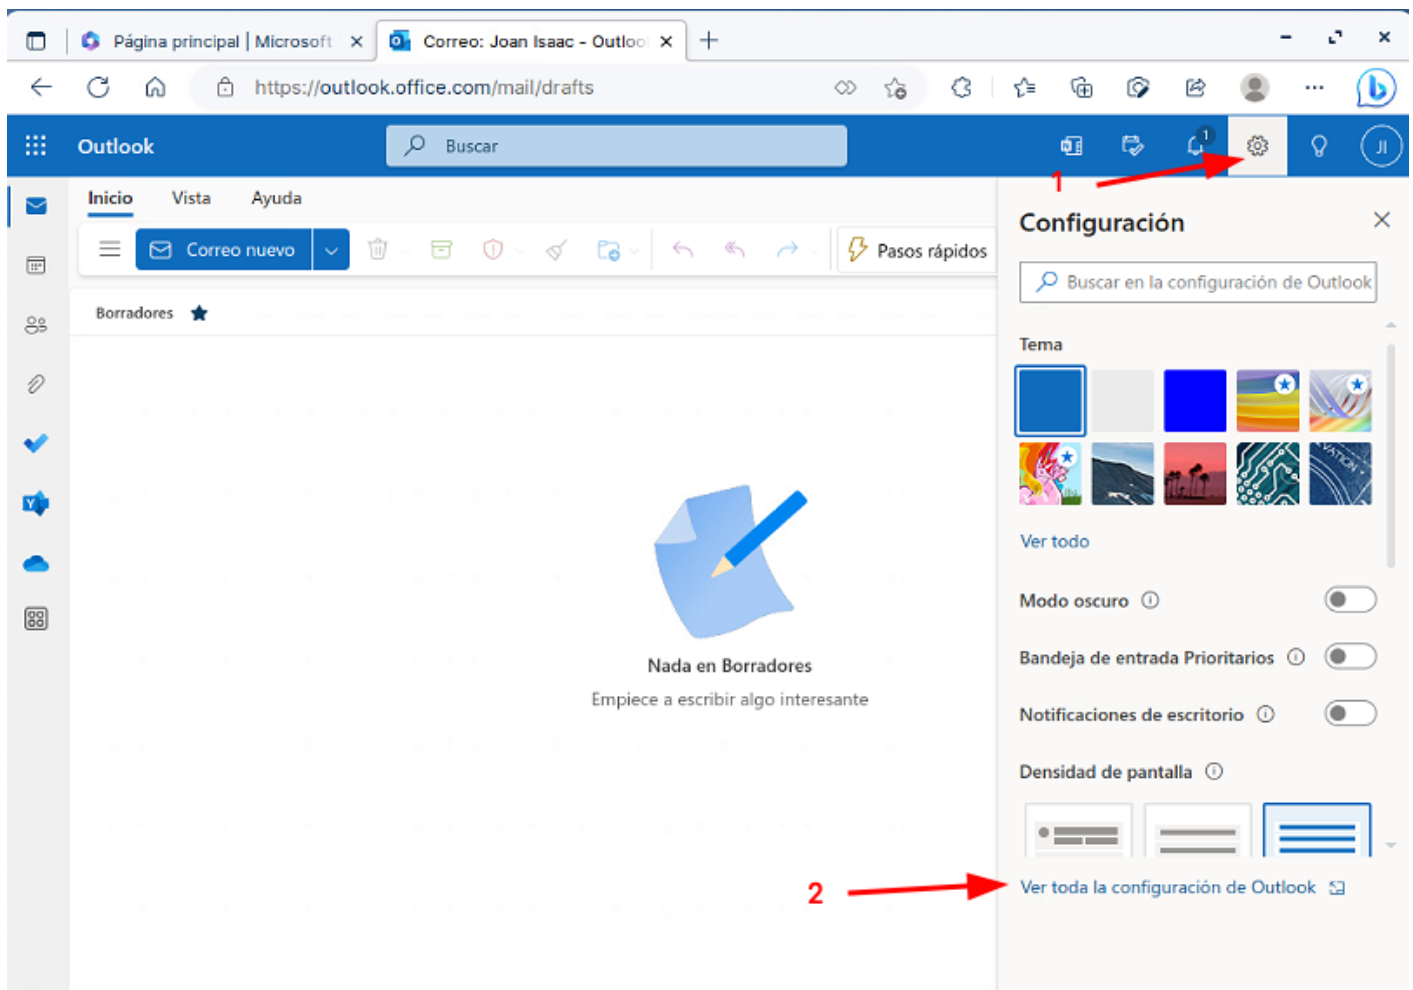 Página principal | Microsoft
Correo: Joan Isaac - Outloo
https://outlook.office.com/mail/drafts
Outlook
Buscar
1
JI
1
Inicio
Vista
Ayuda
Configuración
Correo nuevo
Pasos rápidos
Buscar en la configuración de Outlook
Borradores
Tema
Ver todo
Modo oscuro
Bandeja de entrada Prioritarios
Nada en Borradores
Empiece a escribir algo interesante
Notificaciones de escritorio
Densidad de pantalla
2
Ver toda la configuración de Outlook